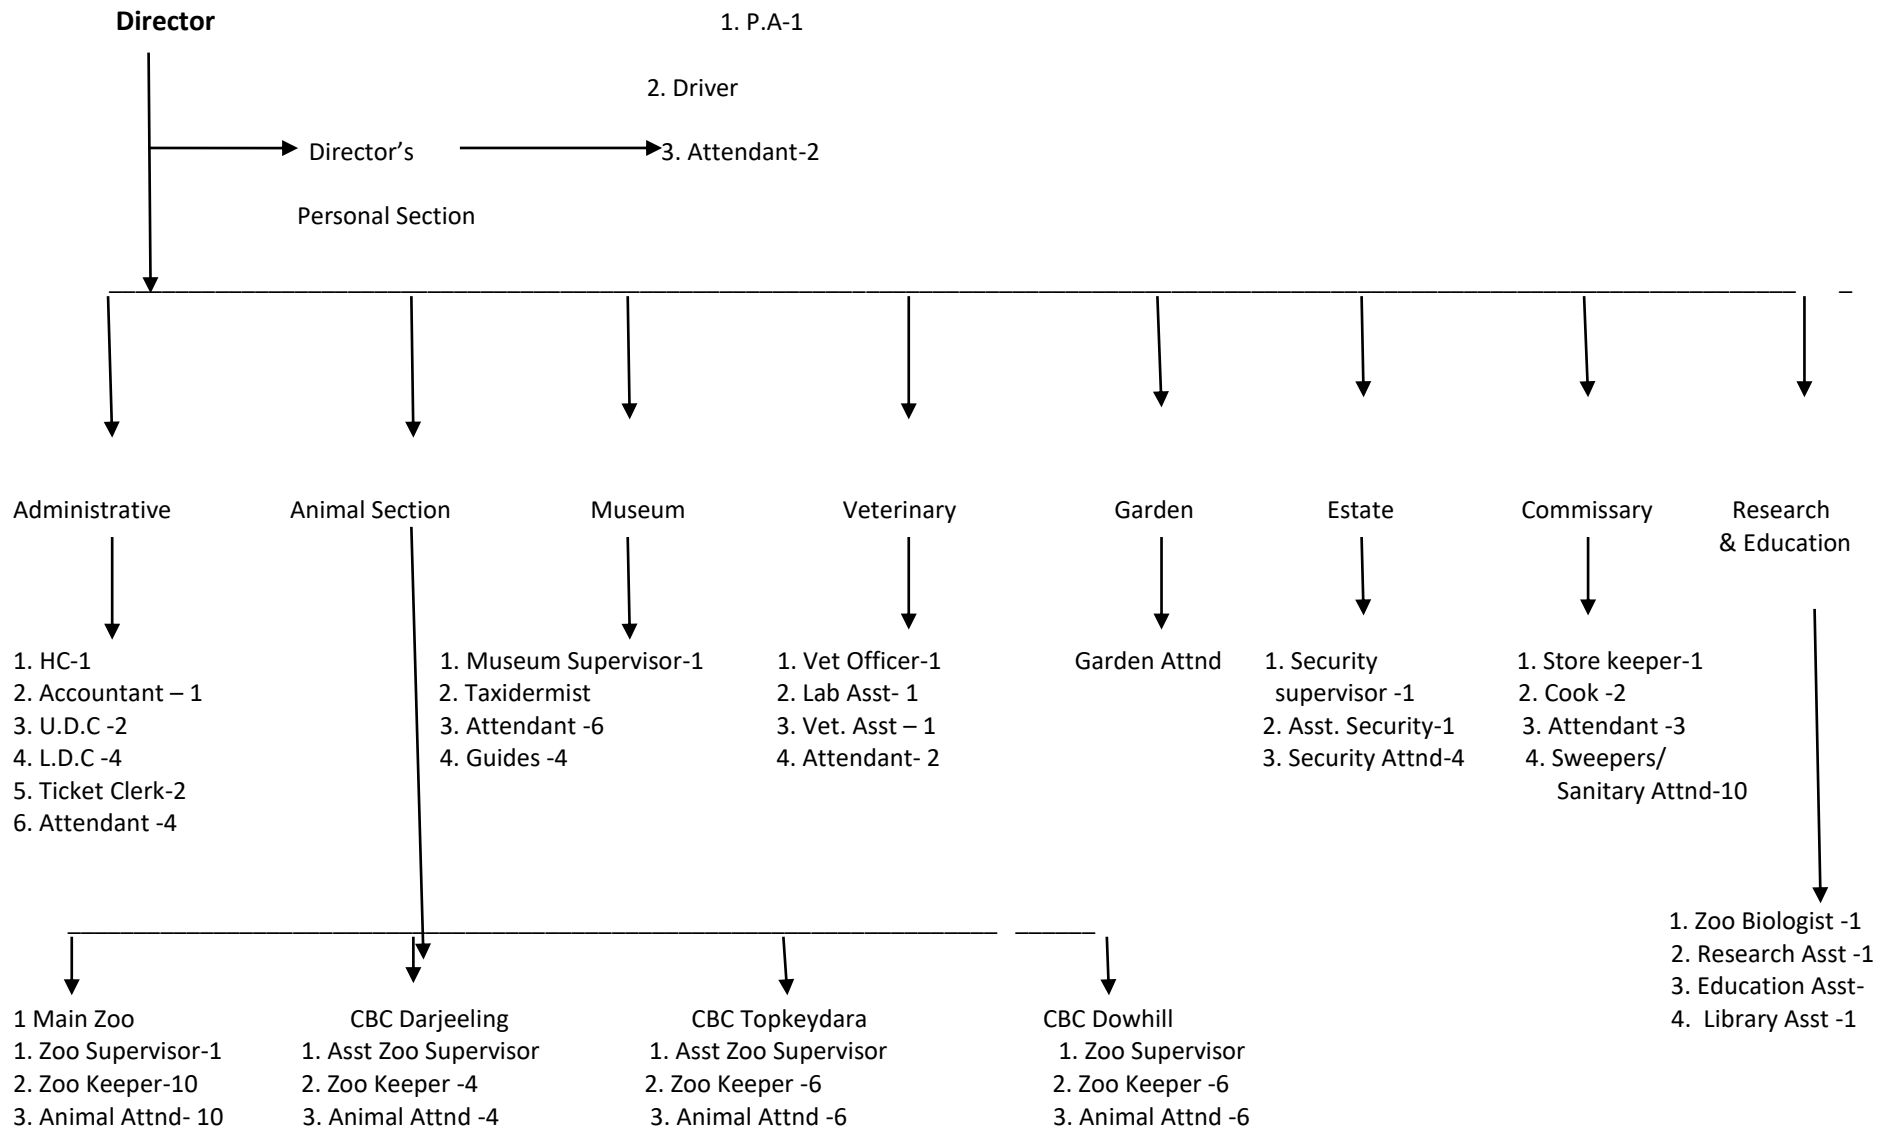 Director
1. P.A-1
2. Driver
Director’s
3. Attendant-2
Personal Section
Administrative
Animal Section
Museum
Veterinary
Garden
Estate
Commissary
Research
& Education
1. HC-1
2. Accountant – 1
3. U.D.C -2
4. L.D.C -4
5. Ticket Clerk-2
6. Attendant -4
1. Museum Supervisor-1
2. Taxidermist
3. Attendant -6
4. Guides -4
1. Vet Officer-1
2. Lab Asst- 1
3. Vet. Asst – 1
4. Attendant- 2
Garden Attnd
1. Security
supervisor -1
2. Asst. Security-1
3. Security Attnd-4
1. Store keeper-1
2. Cook -2
3. Attendant -3
4. Sweepers/
Sanitary Attnd-10
1. Zoo Biologist -1
2. Research Asst -1
3. Education Asst-
4. Library Asst -1
1 Main Zoo
1. Zoo Supervisor-1
2. Zoo Keeper-10
3. Animal Attnd- 10
CBC Darjeeling
1. Asst Zoo Supervisor
2. Zoo Keeper -4
3. Animal Attnd -4
CBC Topkeydara
1. Asst Zoo Supervisor
2. Zoo Keeper -6
3. Animal Attnd -6
CBC Dowhill
1. Zoo Supervisor
2. Zoo Keeper -6
3. Animal Attnd -6